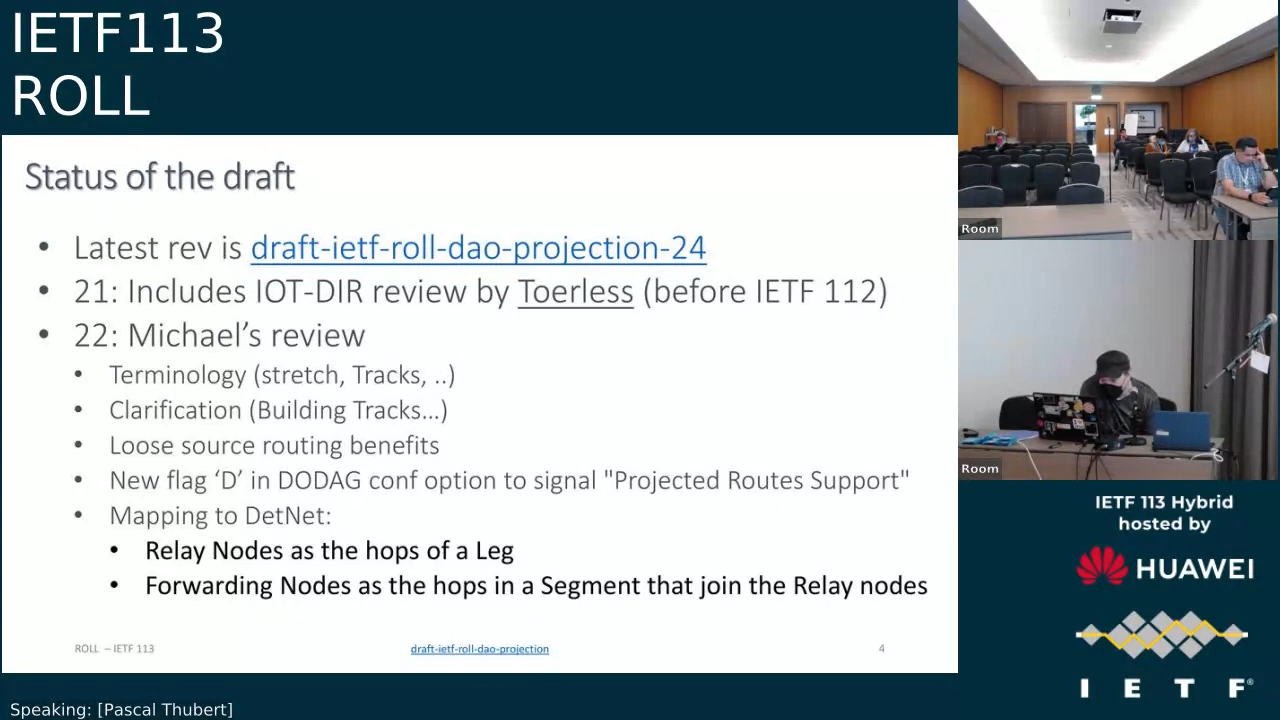 IETF113
ROLL
Status of the draft
• Latest rev is draft-ietf-roll-dao-projection-24
• 21: Includes IOT-DIR review by Toerless (before IETF 112)
• 22: Michael’s review
• Terminology (stretch, Tracks, ..)
• Clarification (Building Tracks…)
• Loose source routing benefits
• New flag ‘D’ in DODAG conf option to signal "Projected Routes Support"
• Mapping to DetNet:
• Relay Nodes as the hops of a Leg
• Forwarding Nodes as the hops in a Segment that join the Relay nodes
ROLL – IETF 113
draft-ietf-roll-dao-projection
4
Speaking: [Pascal Thubert]
Room
Room
IETF 113 Hybrid
hosted by
HUAWEI
I E T F®